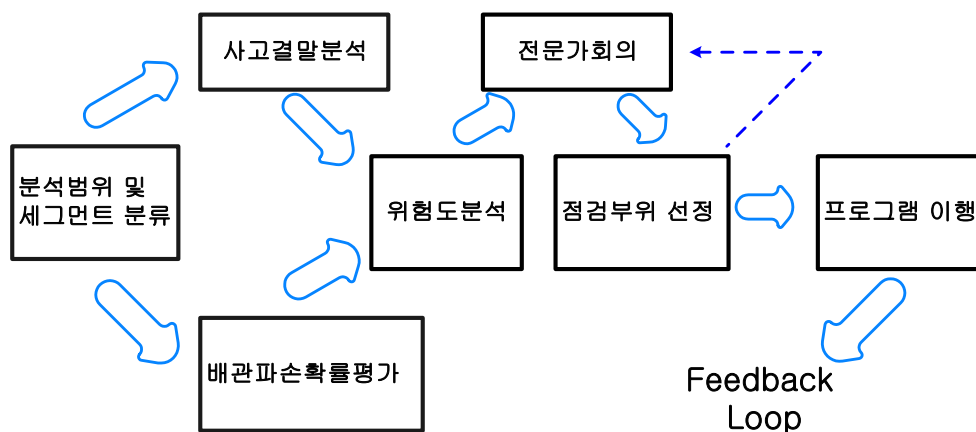 사고결말분석
전문가회의
분석범위 및
세그먼트 분류
위험도분석
점검부위 선정
프로그램 이행
배관파손확률평가
Feedback
Loop